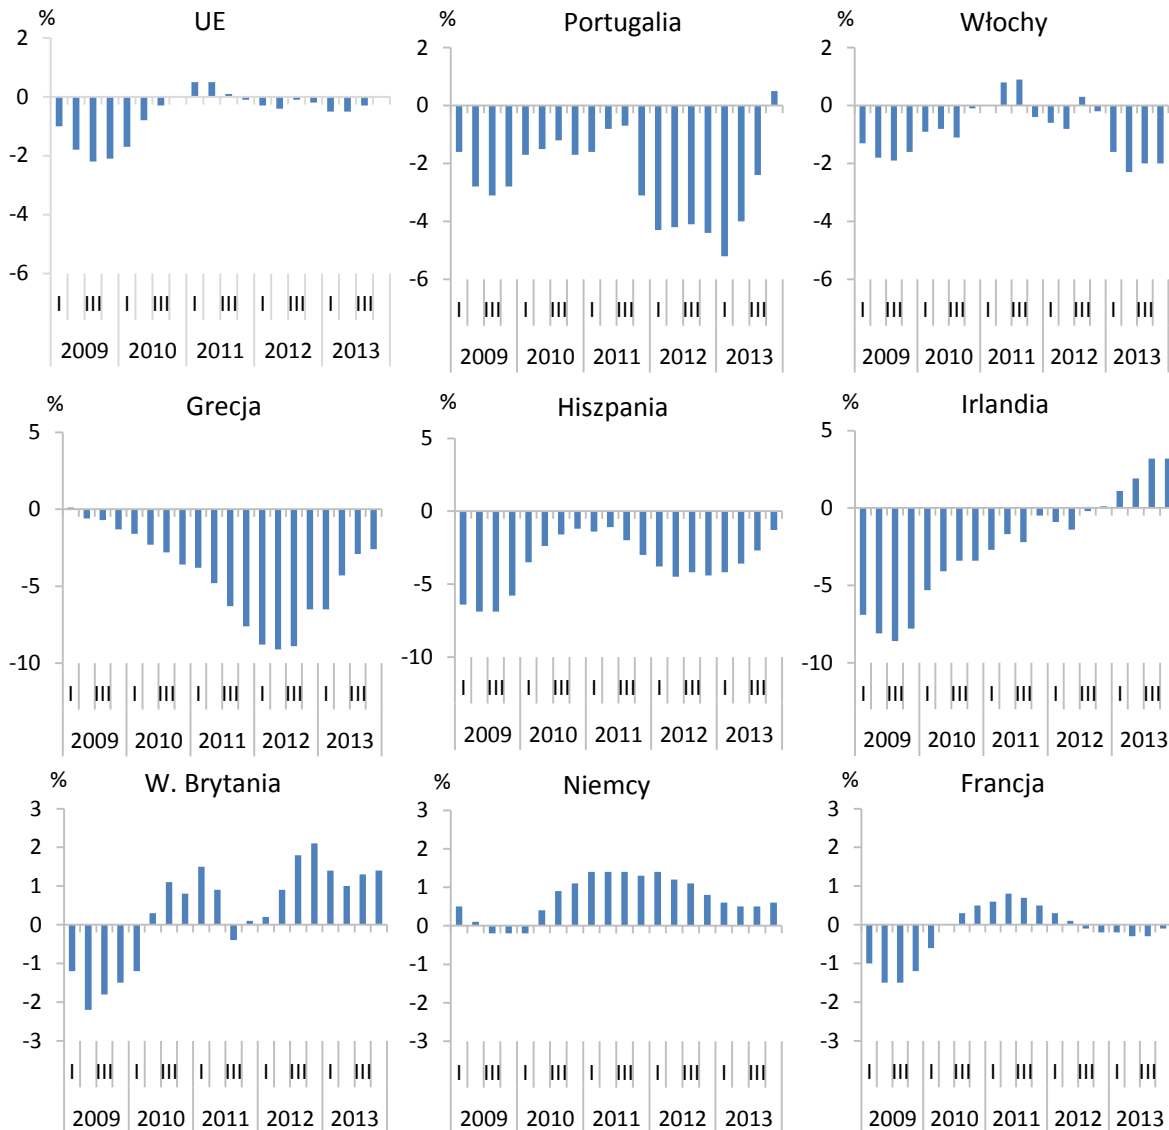 % UE
2
0
-2
-4
-6
I III I III I III I III I III
2009 2010 2011 2012 2013
% Portugalia
2
0
-2
-4
-6
I III I III I III I III I III
2009 2010 2011 2012 2013
% Włochy
2
0
-2
-4
-6
I III I III I III I III I III
2009 2010 2011 2012 2013
% Grecja
5
0
-5
-10
I III I III I III I III I III
2009 2010 2011 2012 2013
% Hiszpania
5
0
-5
-10
I III I III I III I III I III
2009 2010 2011 2012 2013
% Irlandia
5
0
-5
-10
I III I III I III I III I III
2009 2010 2011 2012 2013
% W. Brytania
3
2
1
0
-1
-2
-3
I III I III I III I III I III
2009 2010 2011 2012 2013
% Niemcy
3
2
1
0
-1
-2
-3
I III I III I III I III I III
2009 2010 2011 2012 2013
% Francja
3
2
1
0
-1
-2
-3
I III I III I III I III I III
2009 2010 2011 2012 2013